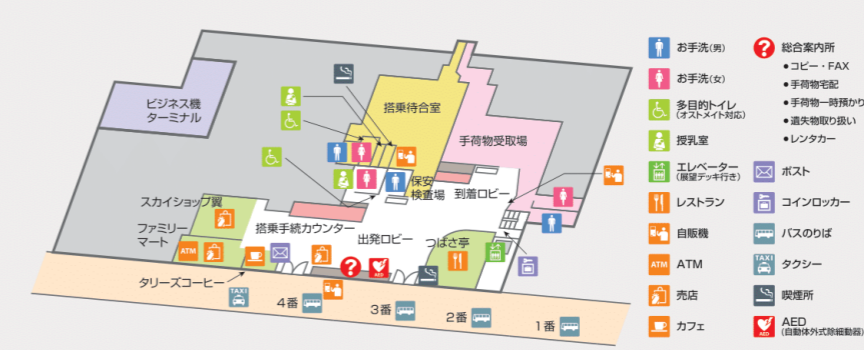 ビジネス機
ターミナル
搭乗待合室
手荷物受取場
保安
検査場
到着ロビー
スカイショップ翼
ファミリー
マート
搭乗手続カウンター
出発ロビー
つばさ亭
ATM
タリーズコーヒー
AED
TAXI
4番
3番
2番
1番
お手洗(男)
お手洗(女)
多目的トイレ
(オストメイト対応)
授乳室
エレベーター
(展望デッキ行き)
レストラン
自販機
ATM
ATM
売店
カフェ
総合案内所
●コピー・FAX
●手荷物宅配
●手荷物一時預かり
●遺失物取り扱い
●レンタカー
ポスト
コインロッカー
バスのりば
TAXI
タクシー
喫煙所
AED
AED
(自動体外式除細動器)